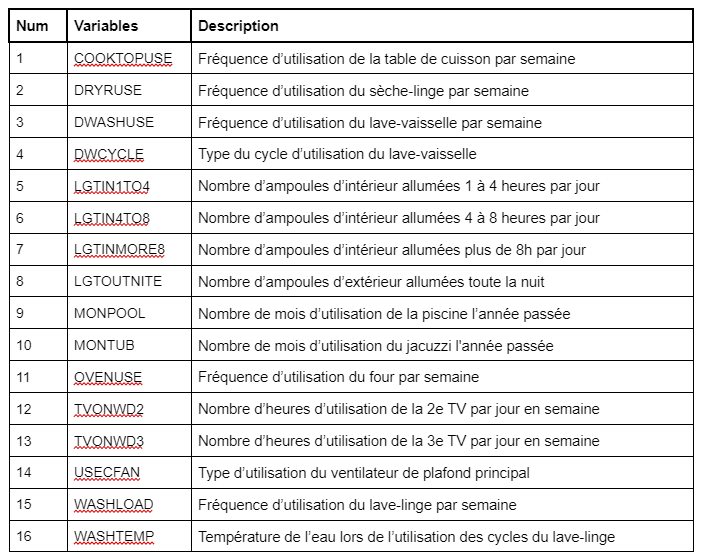 Num Variables Description
1 COOKTOPUSE Fréquence d’utilisation de la table de cuisson par semaine
2 DRYRUSE Fréquence d’utilisation du sèche-linge par semaine
3 DWASHUSE Fréquence d’utilisation du lave-vaisselle par semaine
4 DWCYCLE Type du cycle d’utilisation du lave-vaisselle
5 LGTIN1TO4 Nombre d’ampoules d’intérieur allumées 1 à 4 heures par jour
6 LGTIN4TO8 Nombre d’ampoules d’intérieur allumées 4 à 8 heures par jour
7 LGTINMORE8 Nombre d’ampoules d’intérieur allumées plus de 8h par jour
8 LGTOUTNITE Nombre d’ampoules d’extérieur allumées toute la nuit
9 MONPOOL Nombre de mois d’utilisation de la piscine l’année passée
10 MONTUB Nombre de mois d’utilisation du jacuzzi l'année passée
11 OVENUSE Fréquence d’utilisation du four par semaine
12 TVONWD2 Nombre d’heures d’utilisation de la 2e TV par jour en semaine
13 TVONWD3 Nombre d’heures d’utilisation de la 3e TV par jour en semaine
14 USECFAN Type d’utilisation du ventilateur de plafond principal
15 WASHLOAD Fréquence d’utilisation du lave-linge par semaine
16 WASHTEMP Température de l’eau lors de l’utilisation des cycles du lave-linge